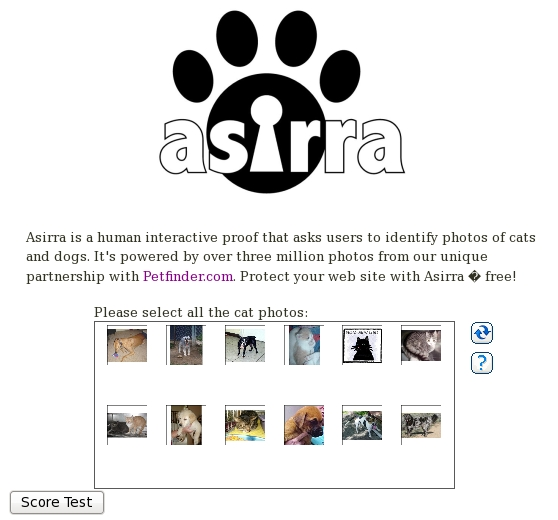 asirra
Asirra is a human interactive proof that asks users to identify photos of cats
and dogs. It's powered by over three million photos from our unique
partnership with Petfinder.com. Protect your web site with Asirra � free!
Please select all the cat photos:
?
Score Test